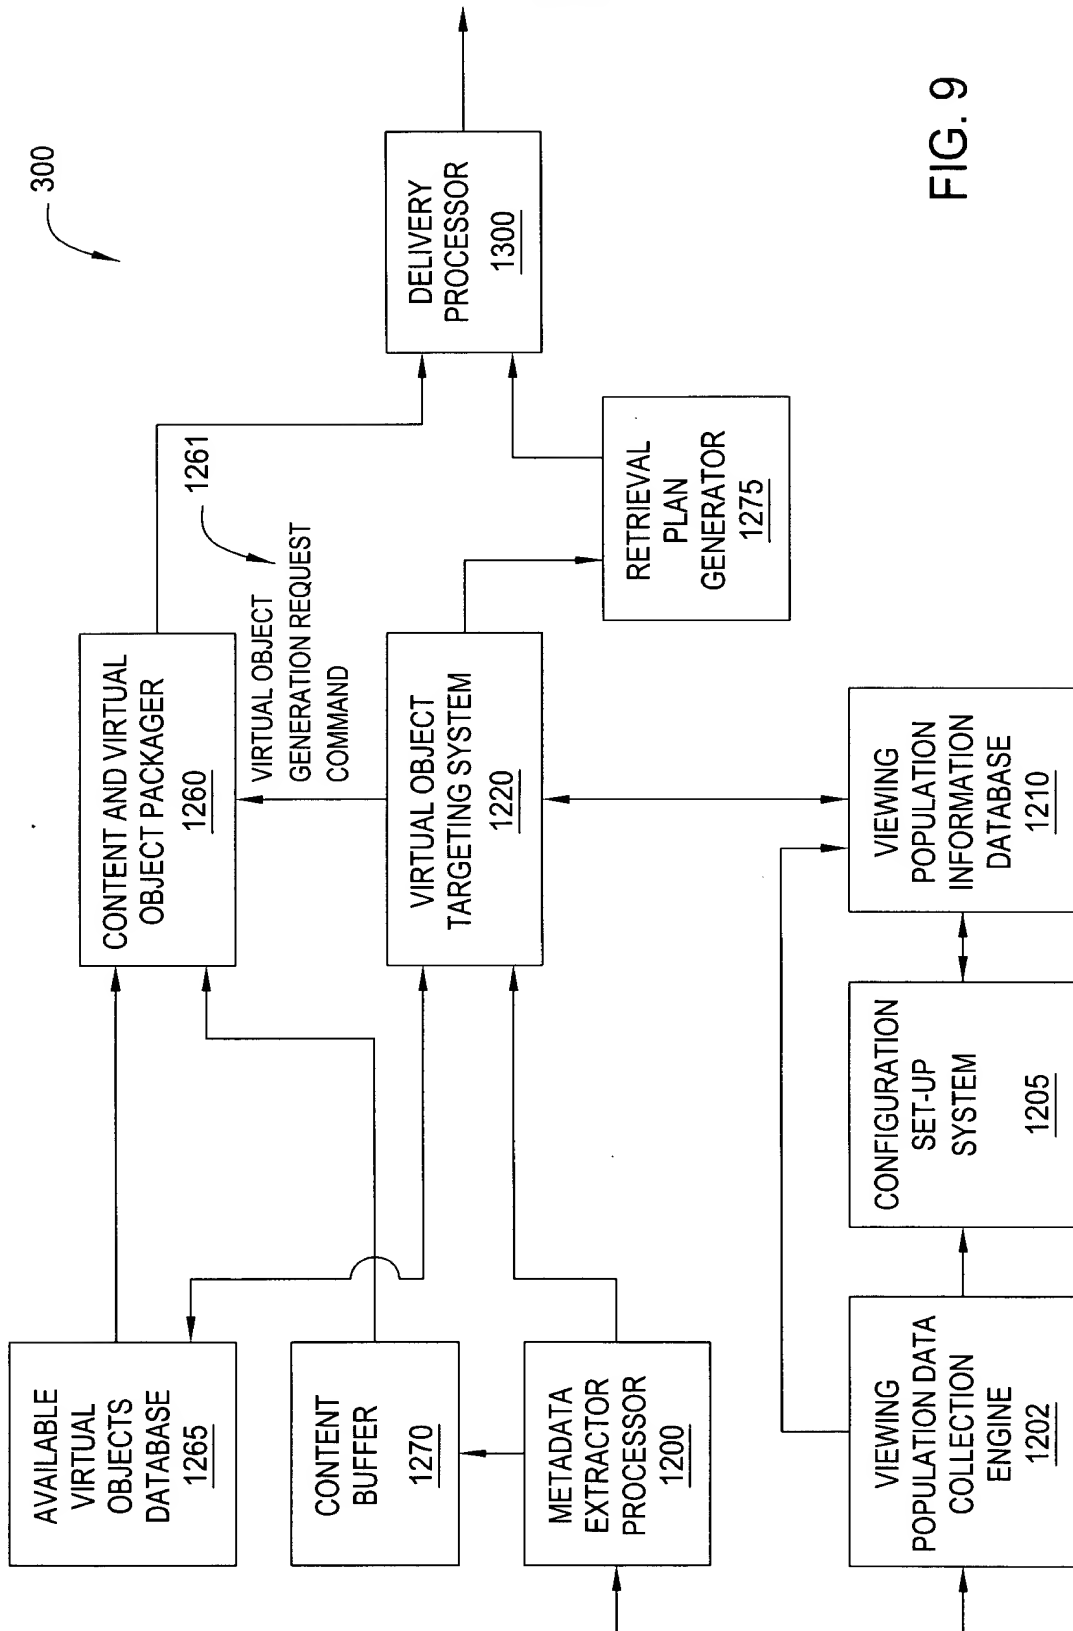 300
AVAILABLE
VIRTUAL
OBJECTS
DATABASE
1265
CONTENT AND VIRTUAL
OBJECT PACKAGER
1260
1261
VIRTUAL OBJECT
GENERATION REQUEST
COMMAND
DELIVERY
PROCESSOR
1300
CONTENT
BUFFER
1270
METADATA
EXTRACTOR
PROCESSOR
1200
VIRTUAL OBJECT
TARGETING SYSTEM
1220
RETRIEVAL
PLAN
GENERATOR
1275
VIEWING
POPULATION DATA
COLLECTION
ENGINE
1202
CONFIGURATION
SET-UP
SYSTEM
1205
VIEWING
POPULATION
INFORMATION
DATABASE
1210
FIG. 9